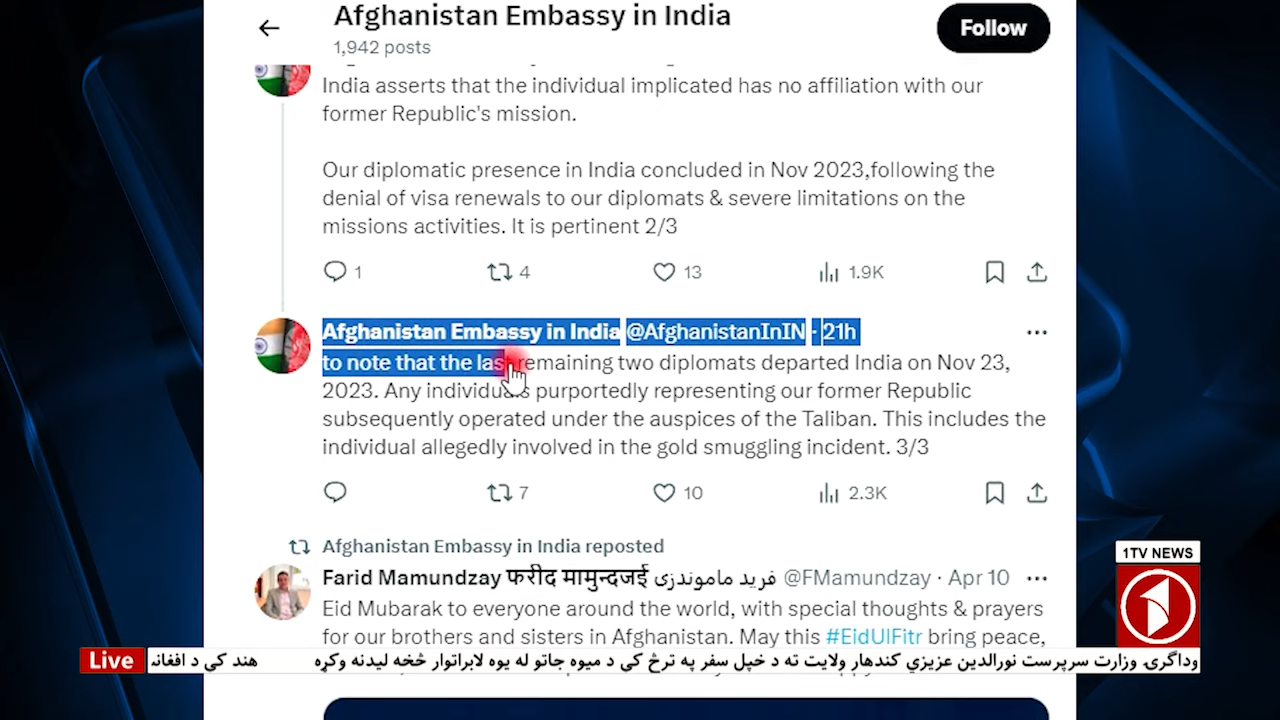 Afghanistan Embassy in India
1,942 posts
Follow
India asserts that the individual implicated has no affiliation with our
former Republic's mission.
Our diplomatic presence in India concluded in Nov 2023,following the
denial of visa renewals to our diplomats & severe limitations on the
missions activities. It is pertinent 2/3
1 4 13 1.9K
Afghanistan Embassy in India @AfghanistanInIN · 21h
to note that the last remaining two diplomats departed India on Nov 23,
2023. Any individuals purportedly representing our former Republic
subsequently operated under the auspices of the Taliban. This includes the
individual allegedly involved in the gold smuggling incident. 3/3
7 10 2.3K
Afghanistan Embassy in India reposted
Farid Mamundzay फरीद मामुन्दजई فرید ماموندزی @FMamundzay · Apr 10
Eid Mubarak to everyone around the world, with special thoughts & prayers
for our brothers and sisters in Afghanistan. May this #EidUlFitr bring peace,
1TV NEWS
Live
وداگرۍ وزارت سرپرست نورالدین عزیزي کندهار ولایت ته د خپل سفر په ترڅ کې د میوه جاتو له یوه لابراتوار څخه لیدنه وکړه
هند کی د افغان